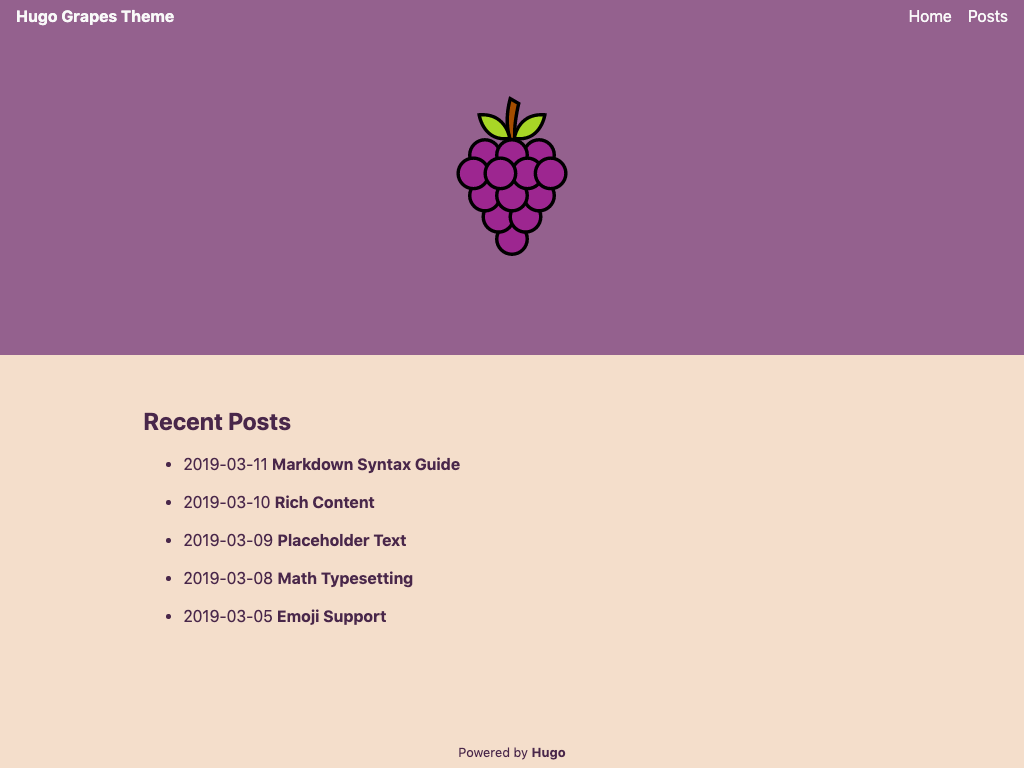 Hugo Grapes Theme
Home Posts
Recent Posts
2019-03-11 Markdown Syntax Guide
2019-03-10 Rich Content
2019-03-09 Placeholder Text
2019-03-08 Math Typesetting
2019-03-05 Emoji Support
Powered by Hugo